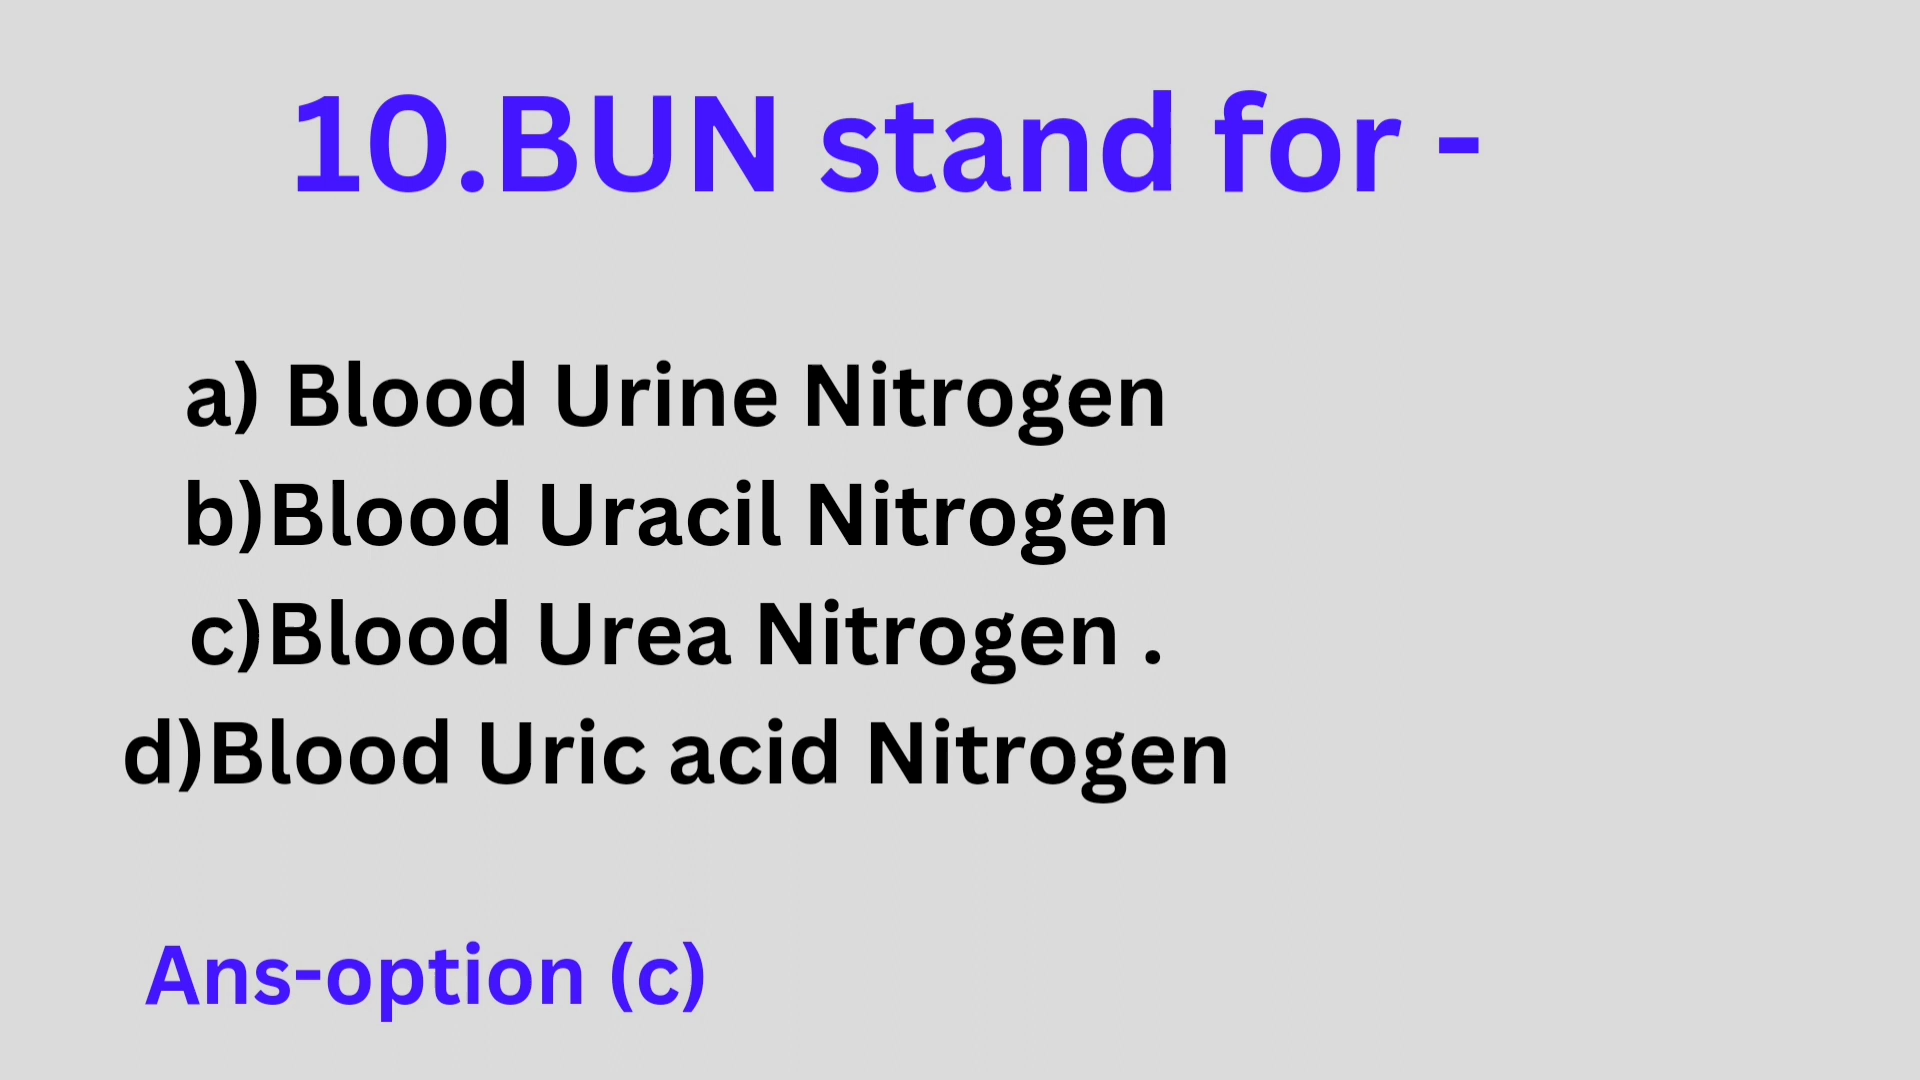 10.BUN stand for -
a) Blood Urine Nitrogen
b)Blood Uracil Nitrogen
c)Blood Urea Nitrogen .
d)Blood Uric acid Nitrogen
Ans-option (c)